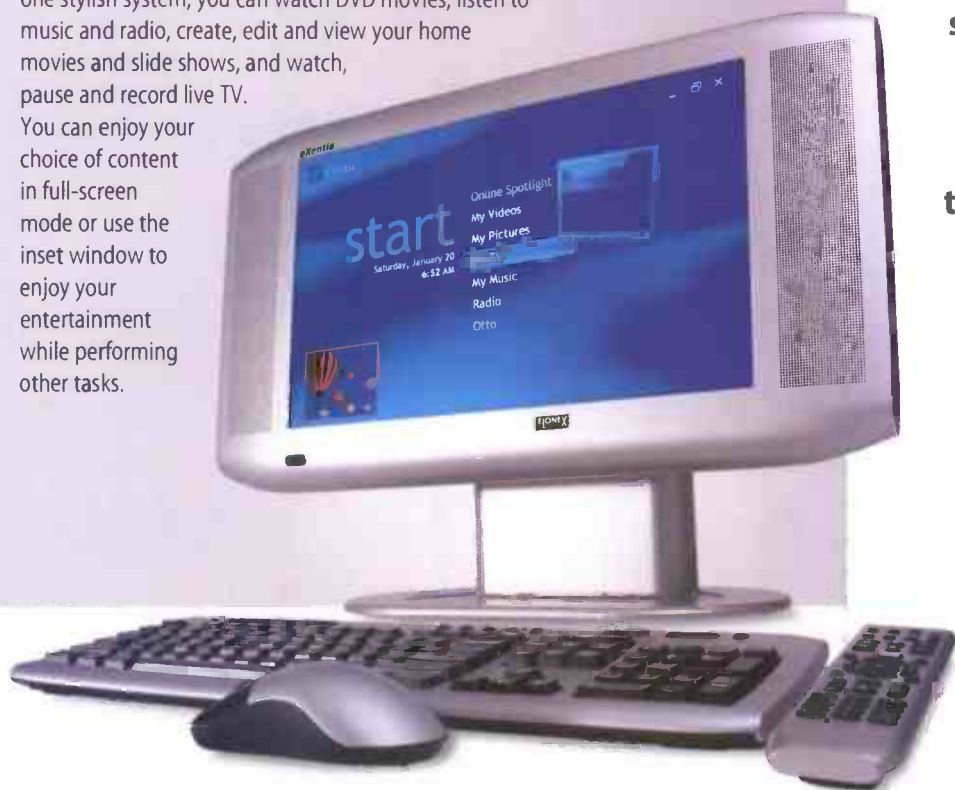 one stylish system, you can watch DVD movies, listen to
music and radio, create, edit and view your home
movies and slide shows, and watch,
pause and record live TV.
You can enjoy your
choice of content
in full-screen
mode or use the
inset window to
enjoy your
entertainment
while performing
other tasks.
s
t
eXentia
start
Saturday, January 20
6:52 AM
Online Spotlight
My Videos
My Pictures
My Music
Radio
Otto
ElONEX